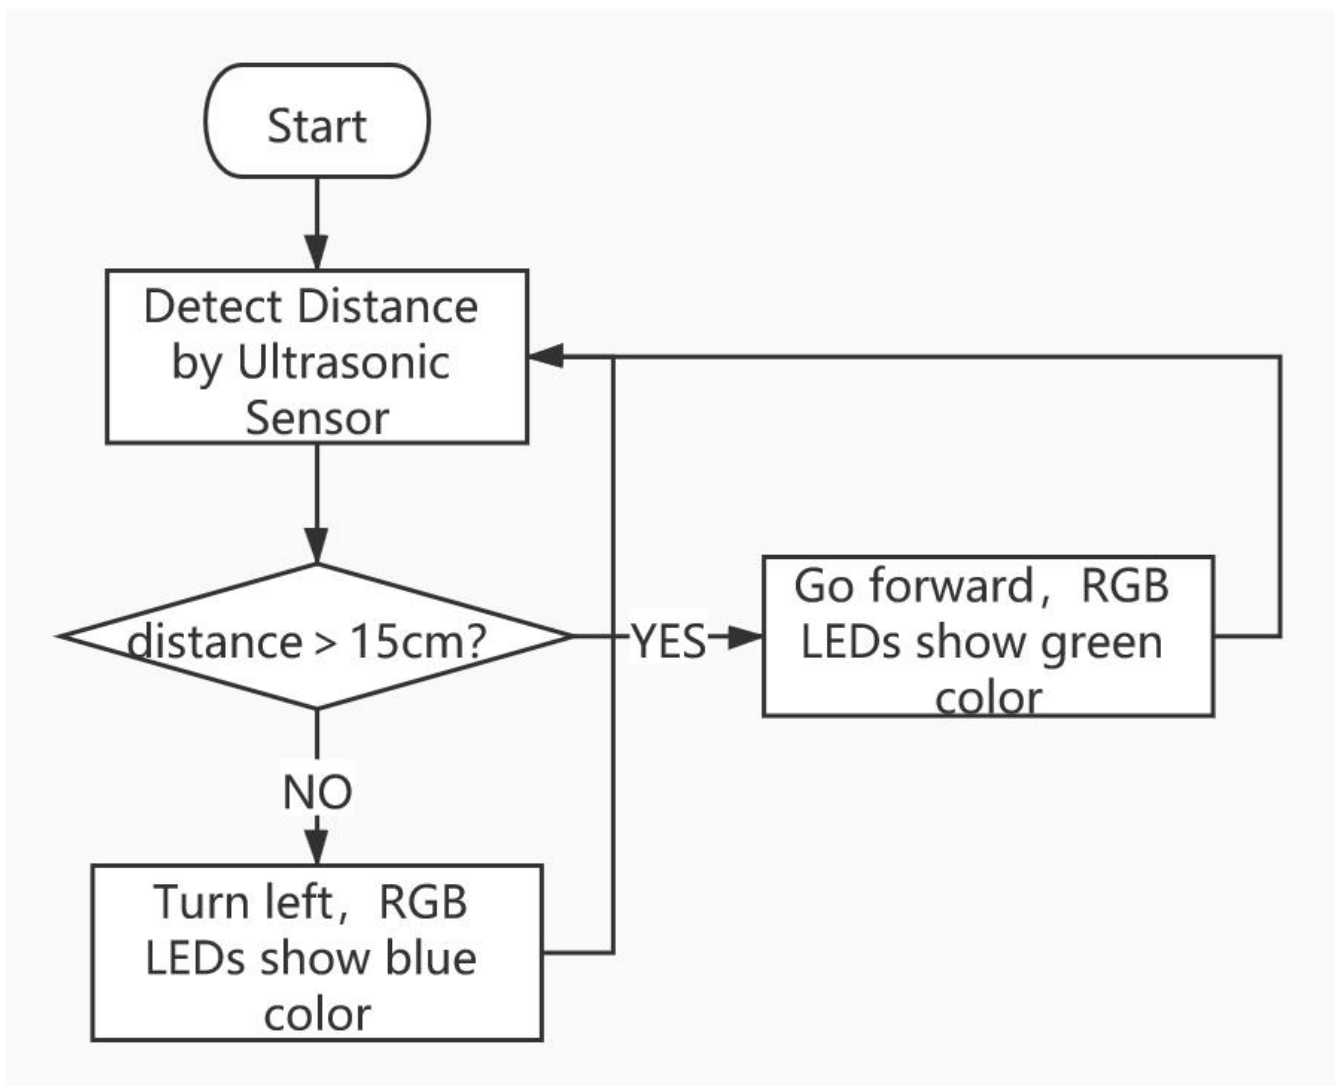 Start
Detect Distance
by Ultrasonic
Sensor
distance > 15cm?
YES
Go forward，RGB
LEDs show green
color
NO
Turn left，RGB
LEDs show blue
color